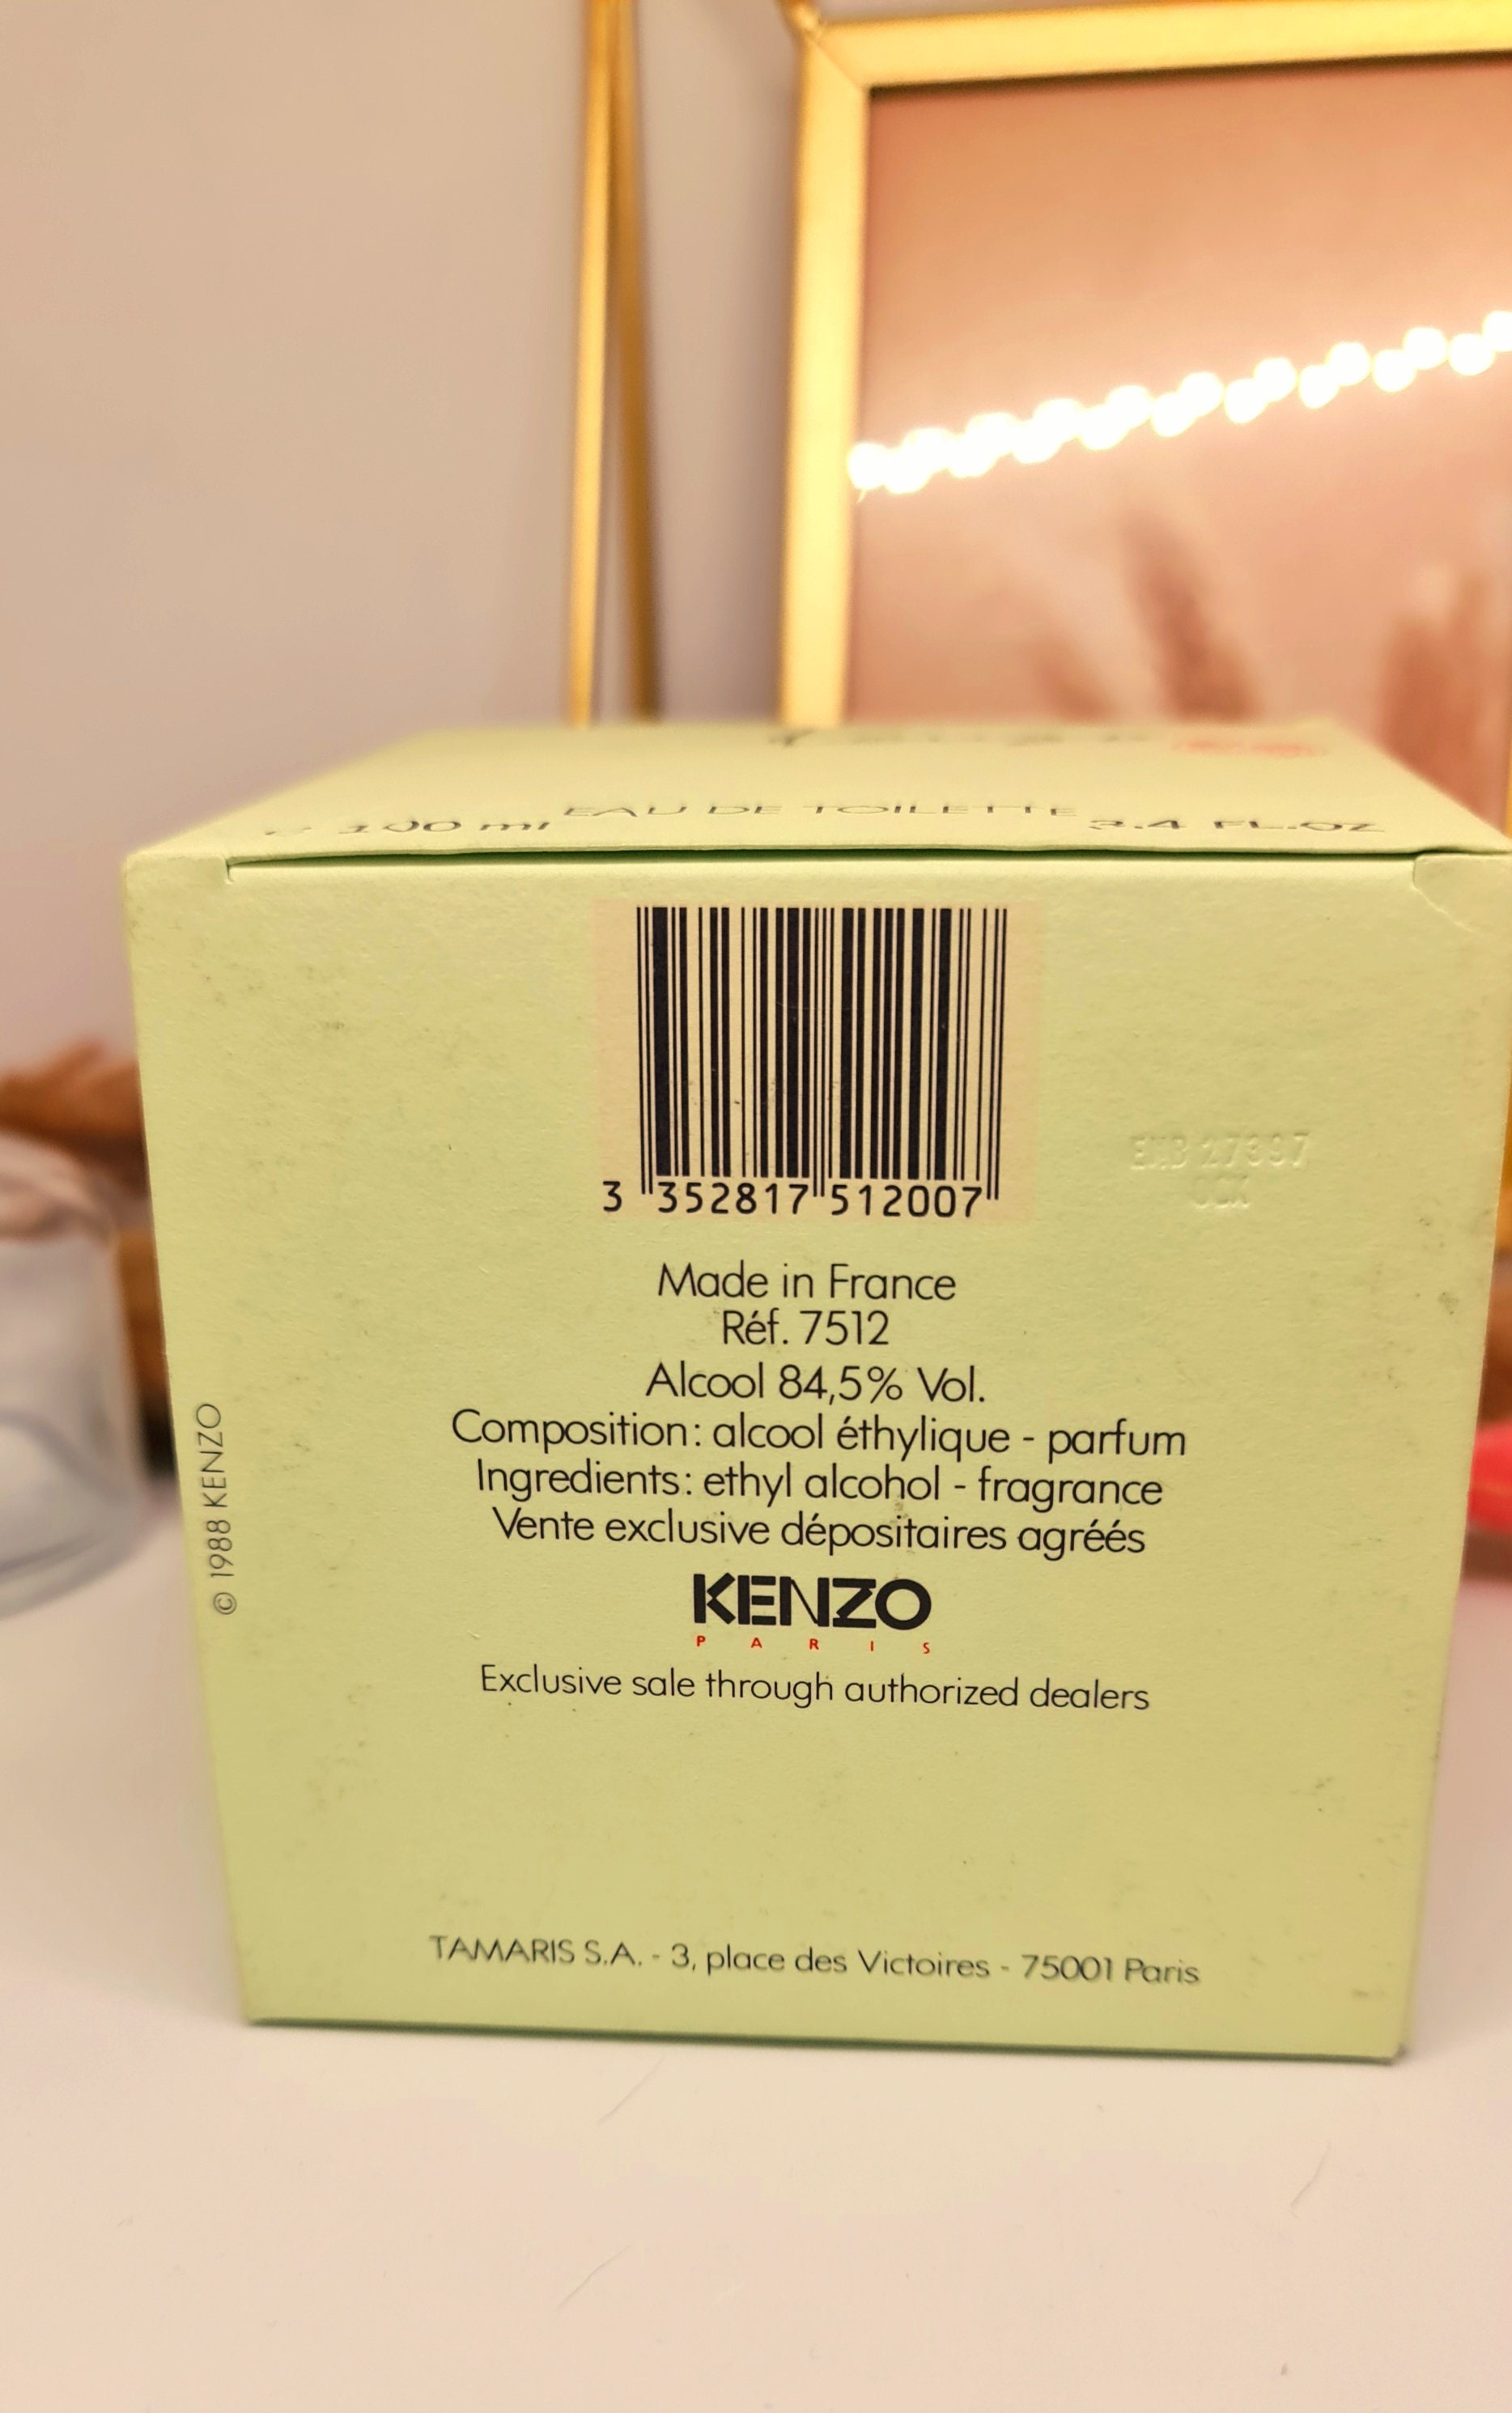 100 ml EAU DE TOILETTE 3.4 FL.OZ
3 352817 512007
EMB 27397
Made in France
Réf. 7512
Alcool 84,5% Vol.
Composition: alcool éthylique - parfum
Ingredients: ethyl alcohol - fragrance
Vente exclusive dépositaires agréés
KENZO
PARIS
Exclusive sale through authorized dealers
© 1988 KENZO
TAMARIS S.A. - 3, place des Victoires - 75001 Paris